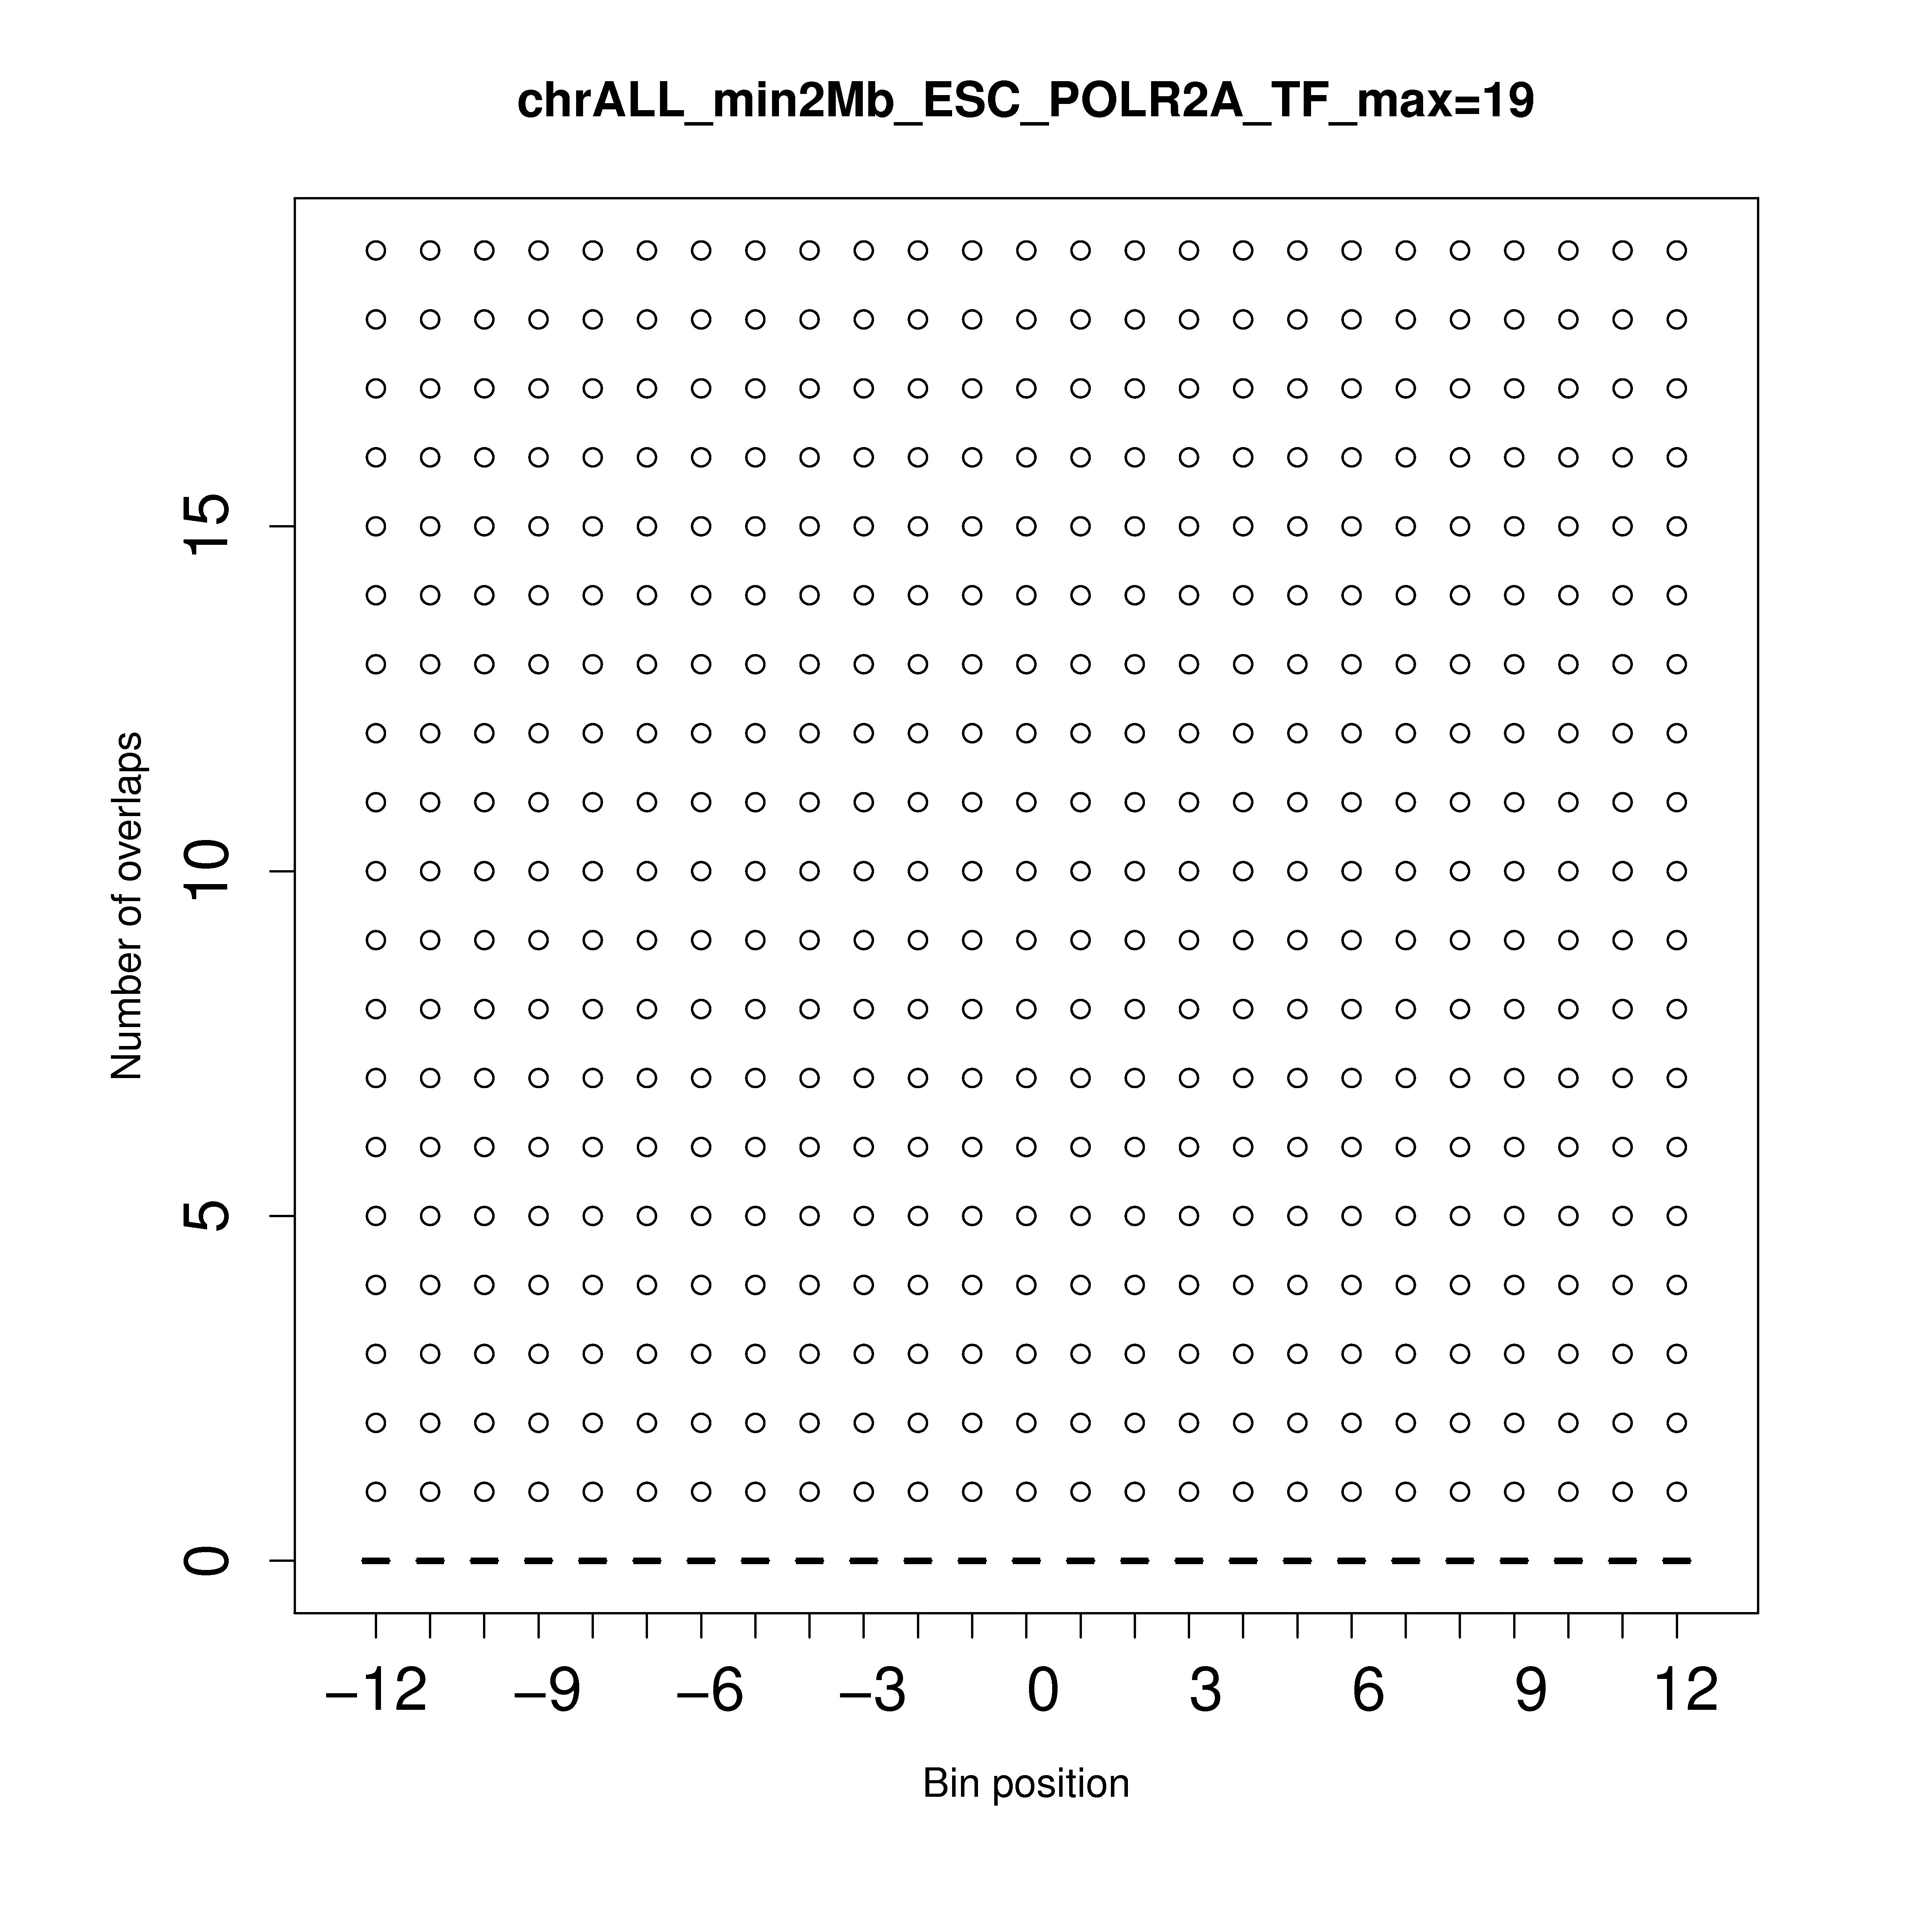 chrALL_min2Mb_ESC_POLR2A_TF_max=19
Number of overlaps
15
10
5
0
−12 −9 −6 −3 0 3 6 9 12
Bin position